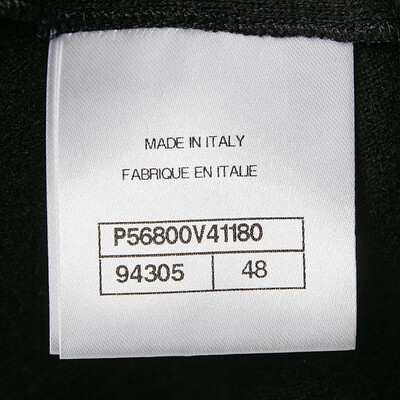 MADE IN ITALY
FABRIQUE EN ITALIE
P56800V41180
94305 48